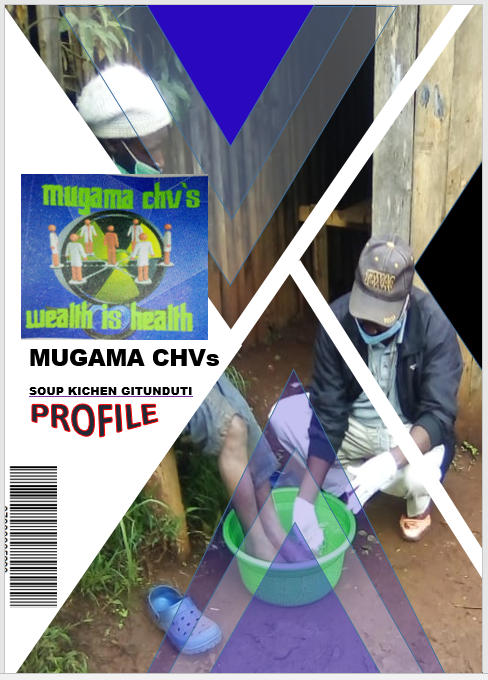 mugama chv's
wealth is health
MUGAMA CHVs
SOUP KICHEN GITUNDUTI
PROFILE